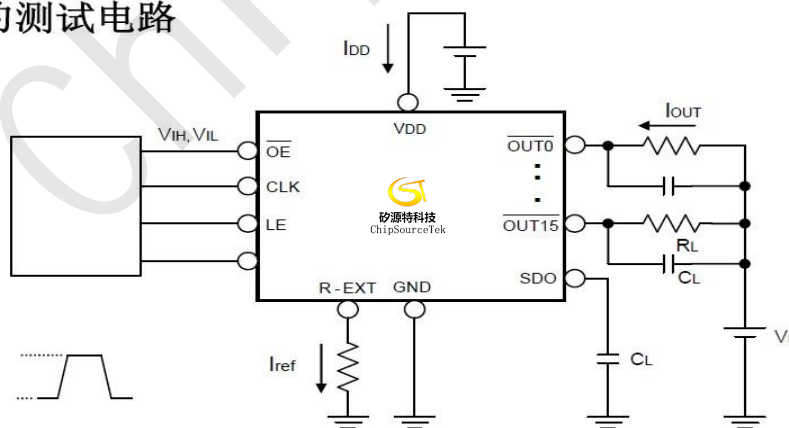 的测试电路
IDD
VDD
VIH,VIL
OE
CLK
LE
R-EXT
GND
OUT0
OUT15
SDO
矽源特科技
ChipSourceTek
IOUT
RL
CL
CL
Iref